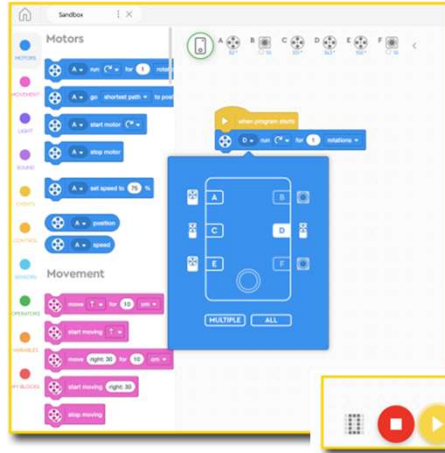 Sandbox
Motors
MOTORS
MOVEMENT
LIGHT
SOUND
EVENTS
CONTROL
SENSORS
OPERATORS
VARIABLES
MY BLOCKS
A run for 1 rotat
A go shortest path to posi
A start motor
A stop motor
A set speed to 75 %
A position
A speed
Movement
move for 10 cm
start moving
move right: 30 for 10 cm
start moving right: 30
stop moving
A B C D E F
when program starts
D run for 1 rotations
A B
C D
E F
MULTIPLE ALL